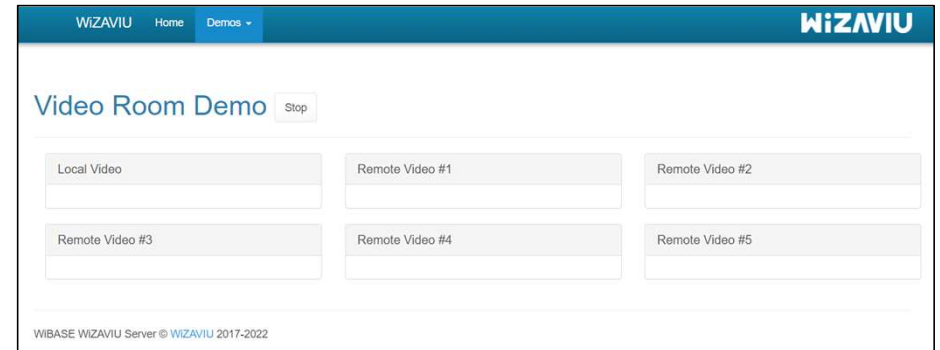 WiZAVIU Home Demos WiZAVIU
Video Room Demo Stop
Local Video Remote Video #1 Remote Video #2
Remote Video #3 Remote Video #4 Remote Video #5
WiBASE WiZAVIU Server © WiZAVIU 2017-2022